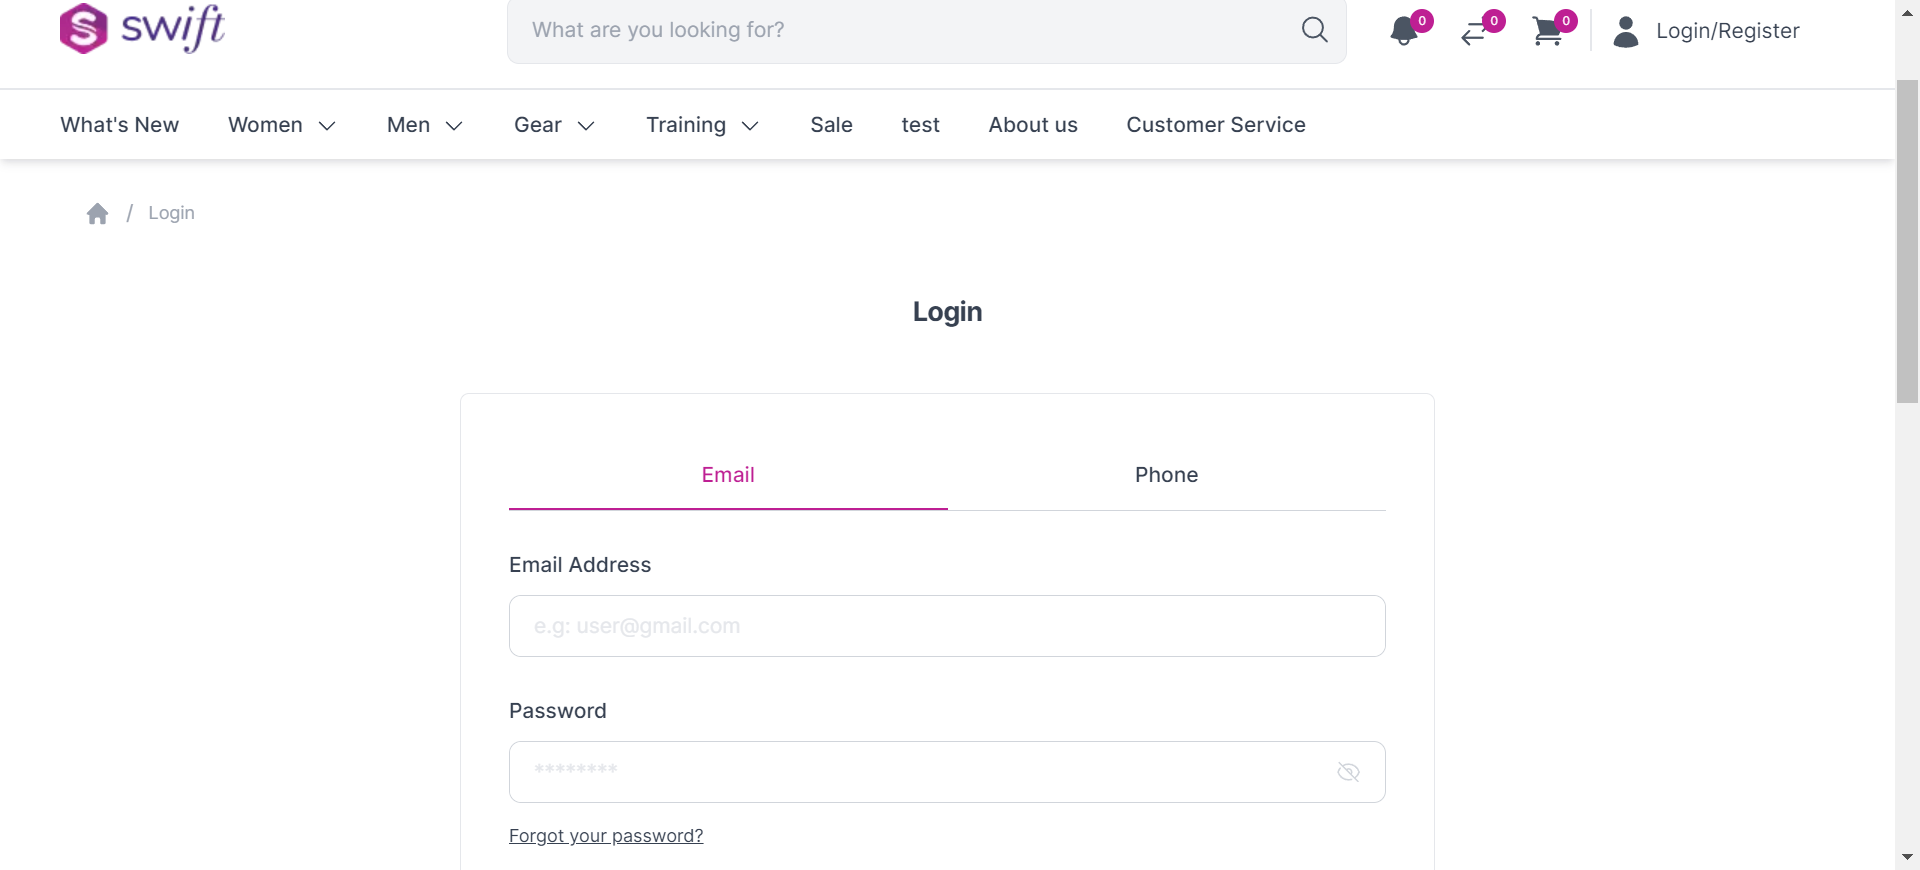 S swift
What are you looking for?
0
0
0
Login/Register
What's New
Women
Men
Gear
Training
Sale
test
About us
Customer Service
/ Login
Login
Email
Phone
Email Address
e.g: user@gmail.com
Password
********
Forgot your password?